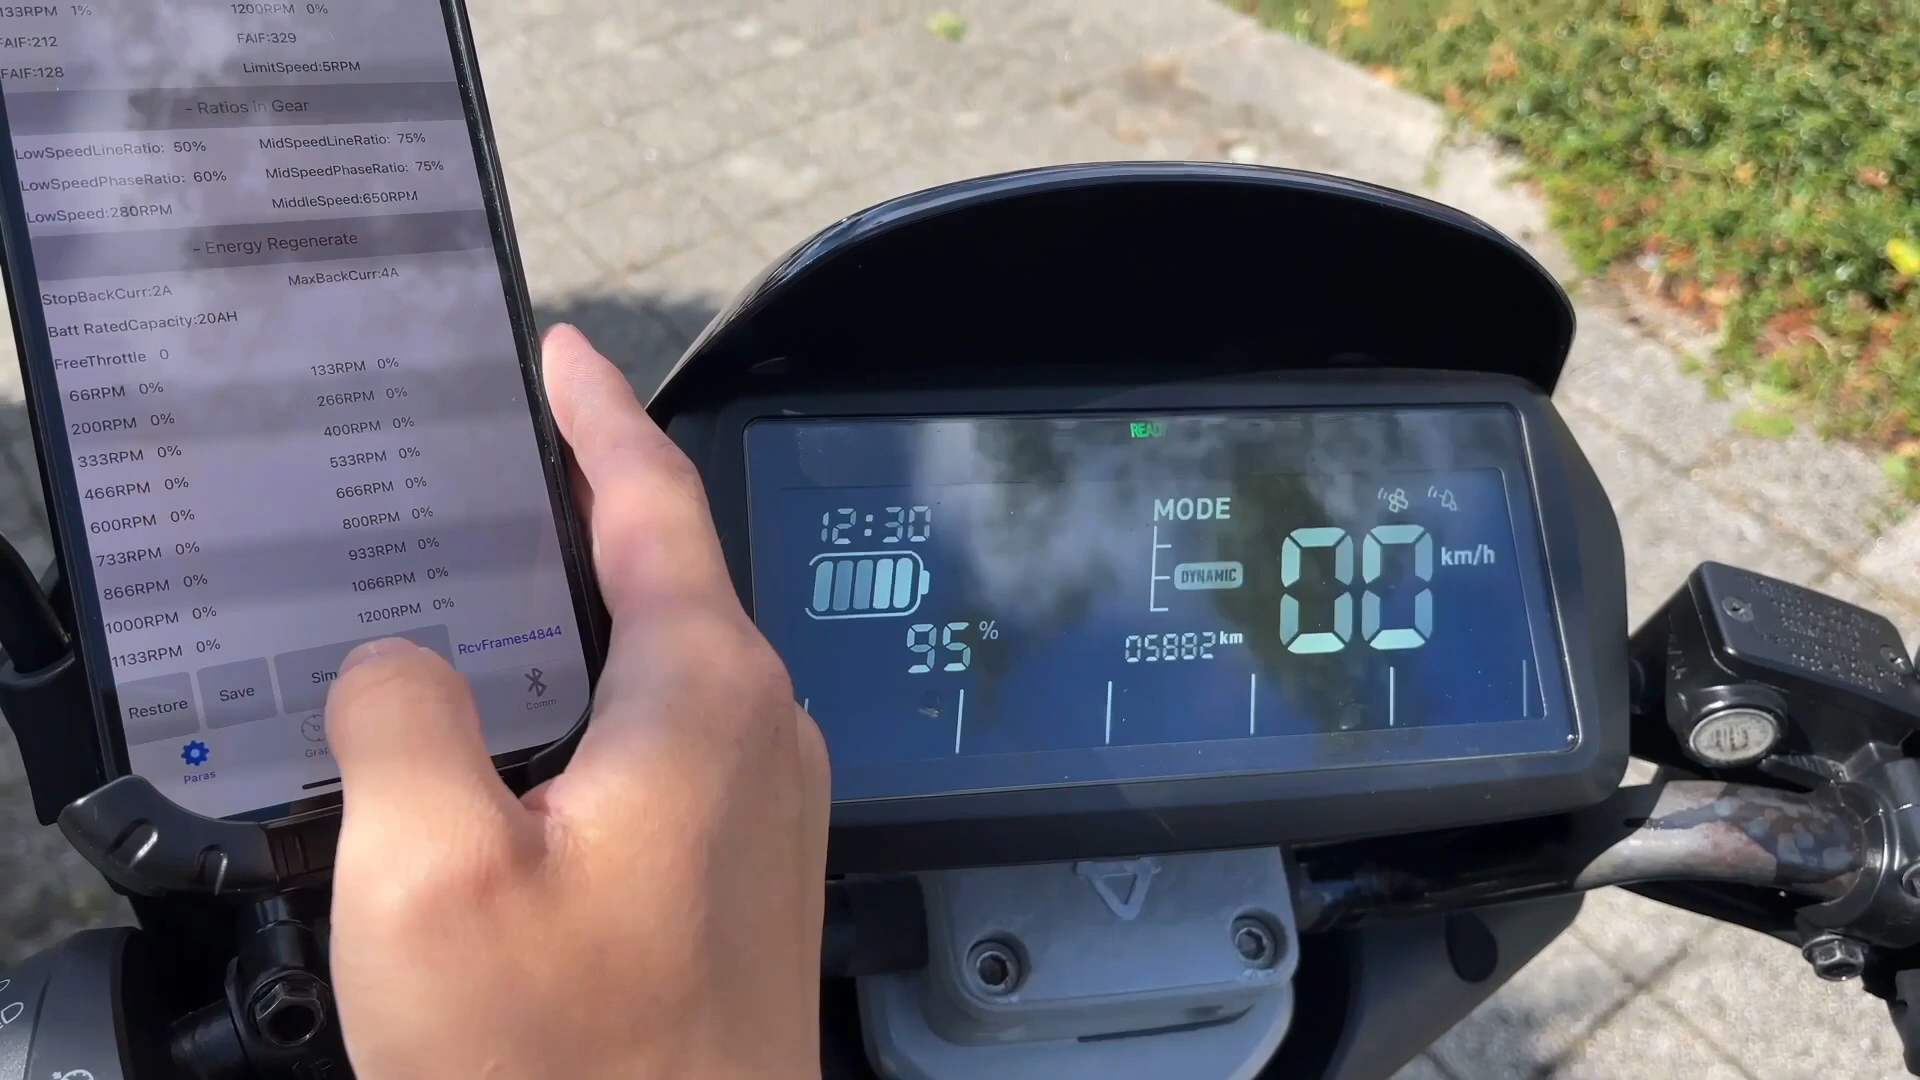 133RPM 1% 1200RPM 0%
FAIF:212 FAIF:329
FAIF:128 LimitSpeed:5RPM
- Ratios in Gear
LowSpeedLineRatio: 50% MidSpeedLineRatio: 75%
LowSpeedPhaseRatio: 60% MidSpeedPhaseRatio: 75%
LowSpeed:280RPM MiddleSpeed:650RPM
- Energy Regenerate
StopBackCurr:2A MaxBackCurr:4A
Batt RatedCapacity:20AH
FreeThrottle 0
66RPM 0% 133RPM 0%
200RPM 0% 266RPM 0%
333RPM 0% 400RPM 0%
466RPM 0% 533RPM 0%
600RPM 0% 666RPM 0%
733RPM 0% 800RPM 0%
866RPM 0% 933RPM 0%
1000RPM 0% 1066RPM 0%
1133RPM 0% 1200RPM 0%
Restore Save Sim RcvFrames4844
Paras Gra Comm
READY
12:30
95%
MODE
DYNAMIC
05882km
00 km/h